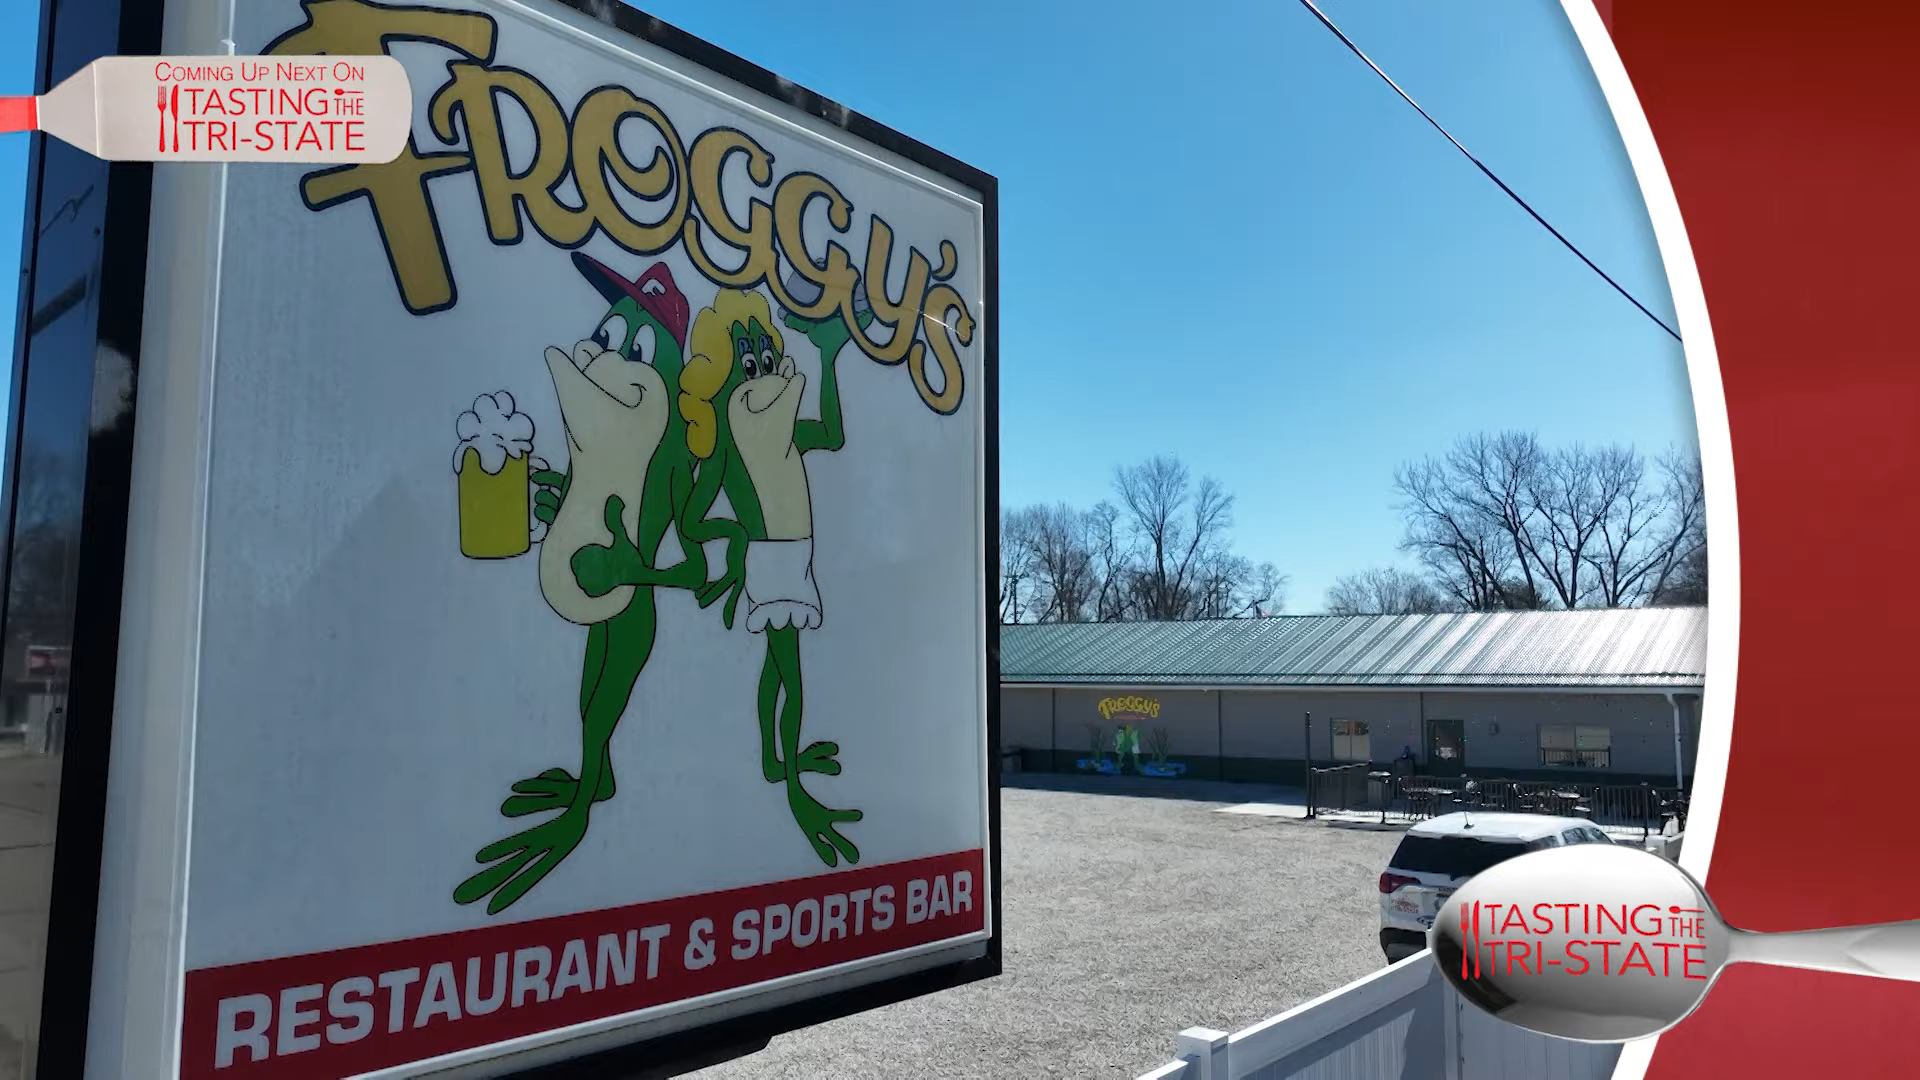 COMING UP NEXT ON
TASTING THE
TRI-STATE
FROGGY'S
RESTAURANT & SPORTS BAR
FROGGY'S
TASTING THE
TRI-STATE